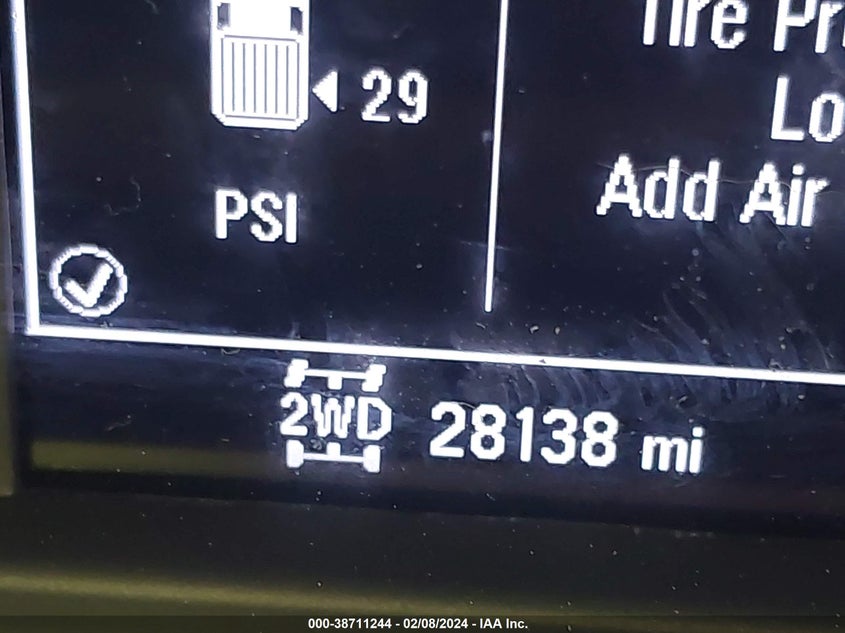 29
PSI
Tire Pr
Lo
Add Air
2WD 28138 mi
000-38711244 - 02/08/2024 - IAA Inc.